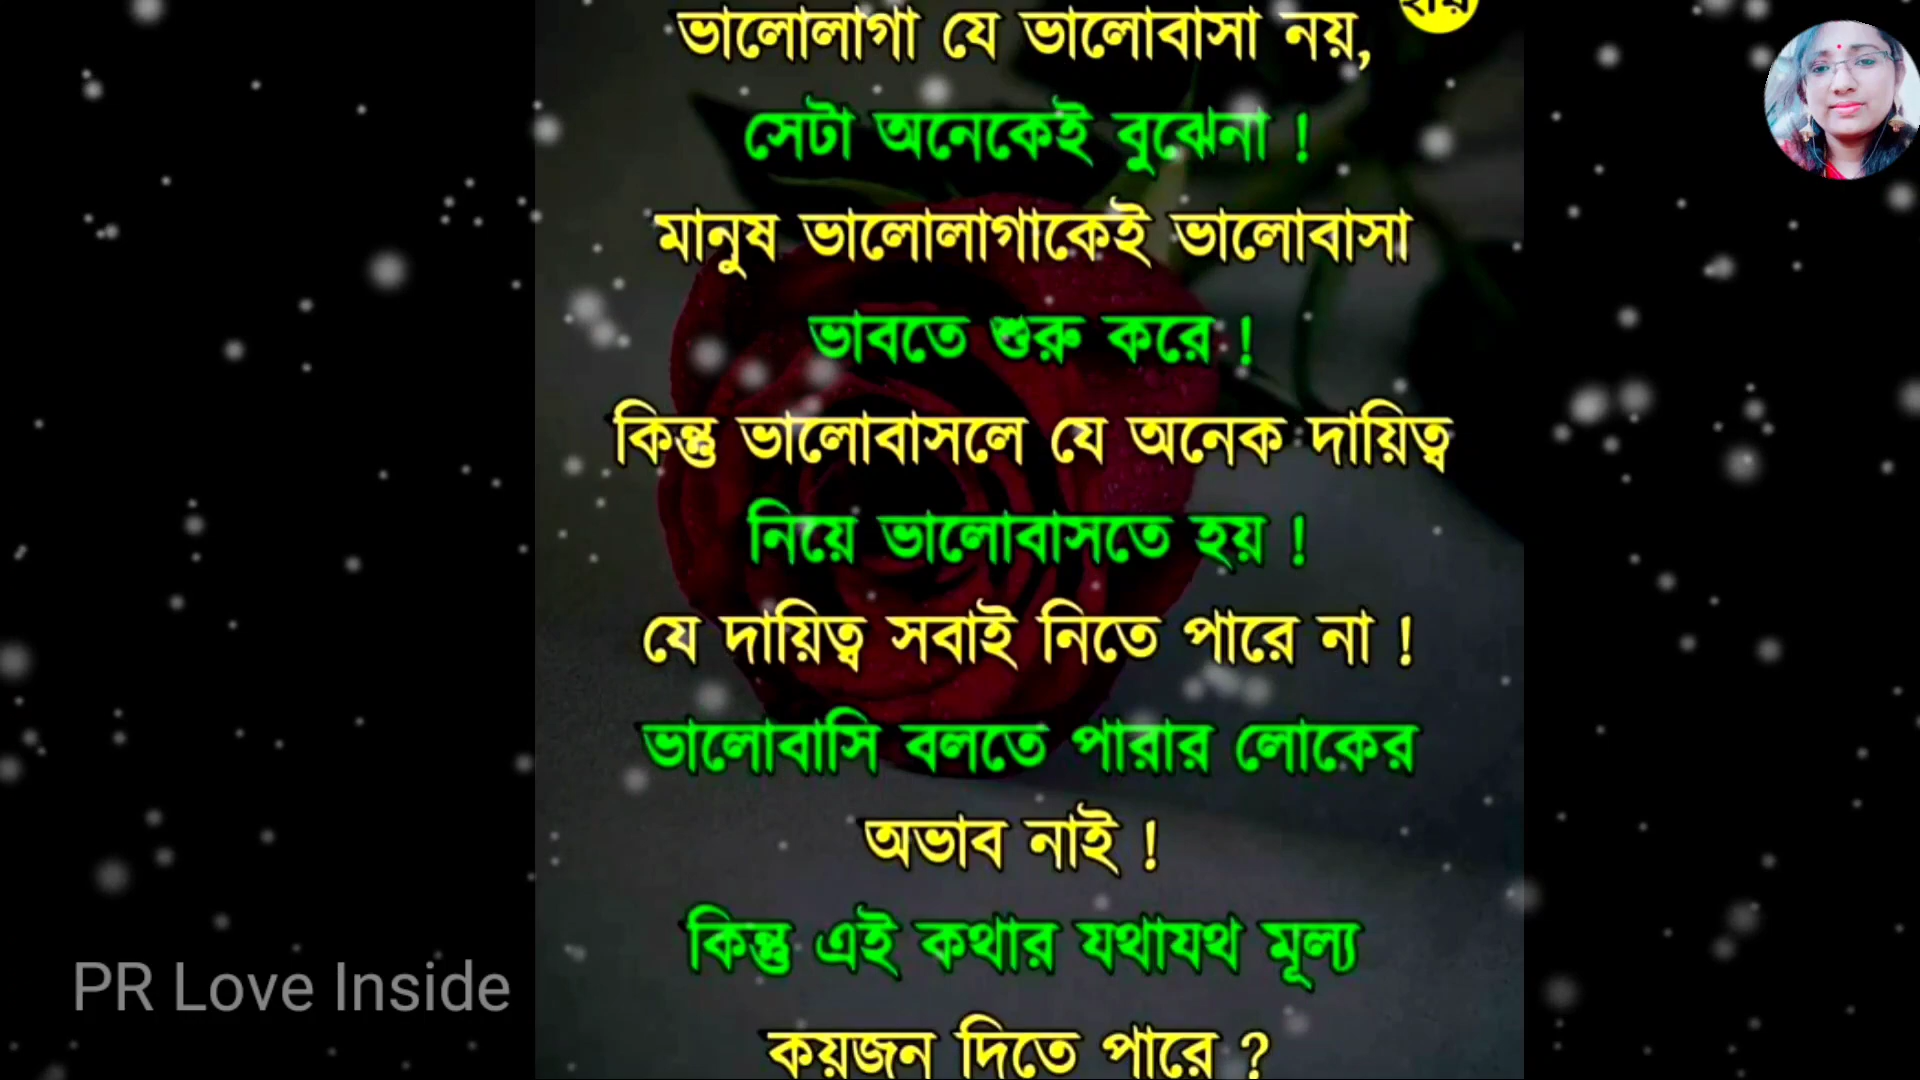 ভালোলাগা যে ভালোবাসা নয়,
সেটা অনেকেই বুঝেনা !
মানুষ ভালোলাগাকেই ভালোবাসা
ভাবতে শুরু করে !
কিন্তু ভালোবাসলে যে অনেক দায়িত্ব
নিয়ে ভালোবাসতে হয় !
যে দায়িত্ব সবাই নিতে পারে না !
ভালোবাসি বলতে পারার লোকের
অভাব নাই !
কিন্তু এই কথার যথাযথ মূল্য
কয়জন দিতে পারে ?
PR Love Inside